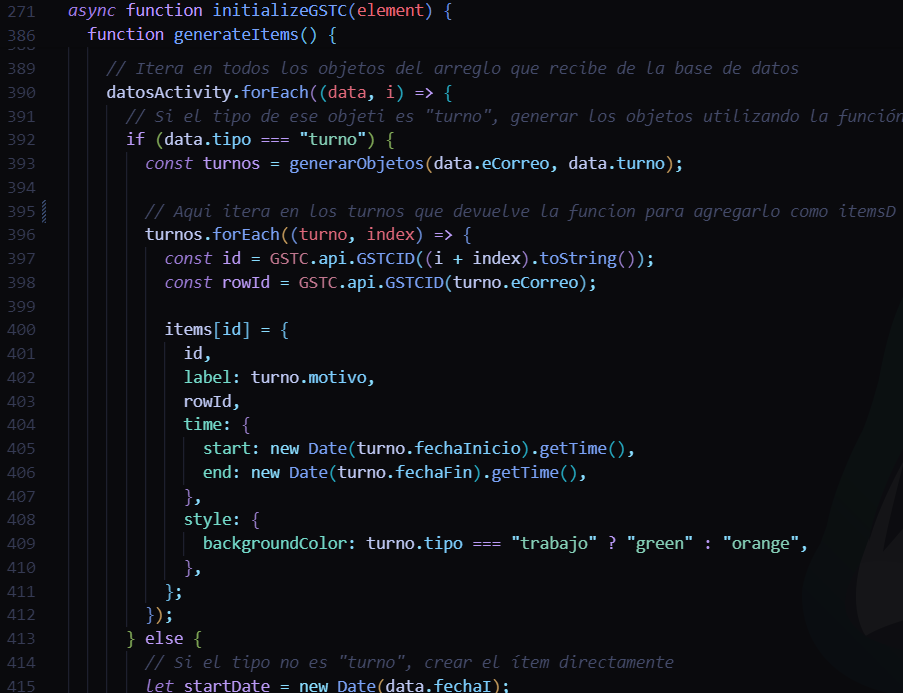 271 async function initializeGSTC(element) {
386 function generateItems() {
389 // Itera en todos los objetos del arreglo que recibe de la base de datos
390 datosActivity.forEach((data, i) => {
391 // Si el tipo de ese objeti es "turno", generar los objetos utilizando la función
392 if (data.tipo === "turno") {
393 const turnos = generarObjetos(data.eCorreo, data.turno);
394
395 // Aqui itera en los turnos que devuelve la funcion para agregarlo como itemsD
396 turnos.forEach((turno, index) => {
397 const id = GSTC.api.GSTCID((i + index).toString());
398 const rowId = GSTC.api.GSTCID(turno.eCorreo);
399
400 items[id] = {
401 id,
402 label: turno.motivo,
403 rowId,
404 time: {
405 start: new Date(turno.fechaInicio).getTime(),
406 end: new Date(turno.fechaFin).getTime(),
407 },
408 style: {
409 backgroundColor: turno.tipo === "trabajo" ? "green" : "orange",
410 },
411 };
412 });
413 } else {
414 // Si el tipo no es "turno", crear el ítem directamente
415 let startDate = new Date(data.fechaI);